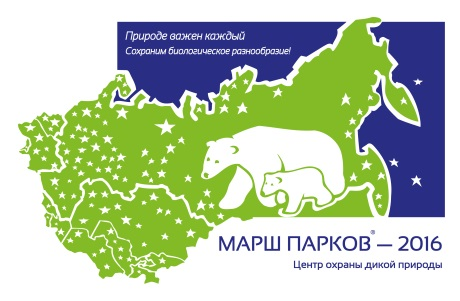 Природе важен каждый
Сохраним биологическое разнообразие!
МАРШ ПАРКОВ® — 2016
Центр охраны дикой природы